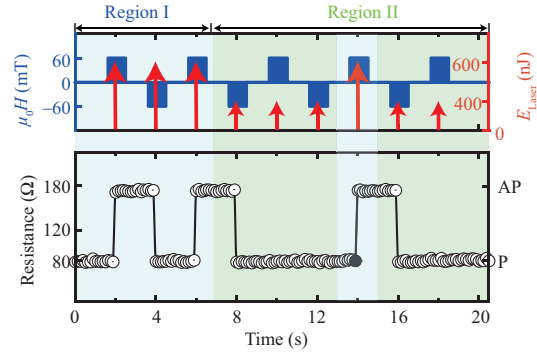 Region I Region II
60
0
−60
μ₀H (mT)
600
400
0
E_Laser (nJ)
180
120
80
Resistance (Ω)
AP
P
0 4 8 12 16 20
Time (s)